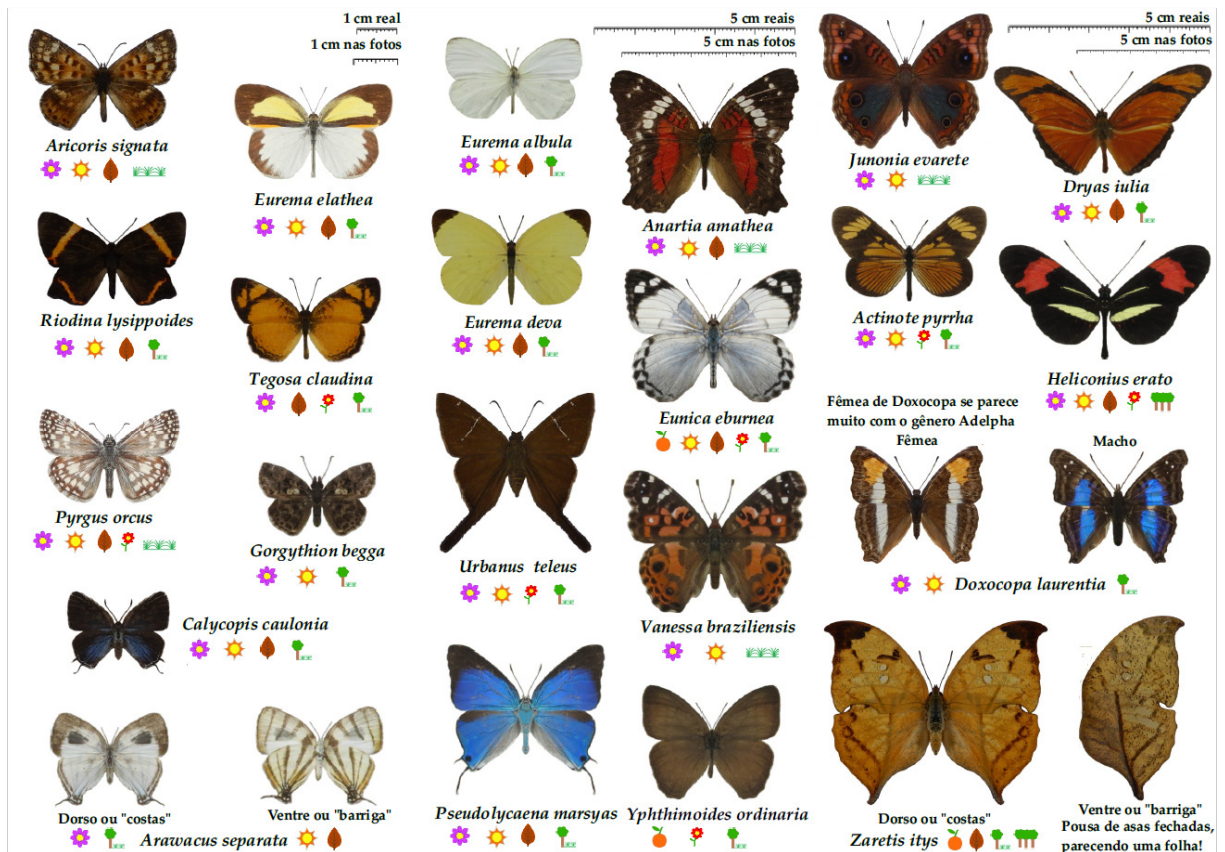 1 cm real
1 cm nas fotos
5 cm reais
5 cm nas fotos
5 cm reais
5 cm nas fotos
Aricoris signata
Eurema elathea
Eurema albula
Anartia amathea
Junonia evarete
Dryas iulia
Riodina lysippoides
Tegosa claudina
Eurema deva
Eunica eburnea
Actinote pyrrha
Heliconius erato
Pyrgus orcus
Gorgythion begga
Urbanus teleus
Vanessa braziliensis
Fêmea de Doxocopa se parece
muito com o gênero Adelpha
Fêmea
Macho
Doxocopa laurentia
Calycopis caulonia
Dorso ou "costas"
Ventre ou "barriga"
Arawacus separata
Pseudolycaena marsyas
Yphthimoides ordinaria
Dorso ou "costas"
Zaretis itys
Ventre ou "barriga"
Pousa de asas fechadas,
parecendo uma folha!